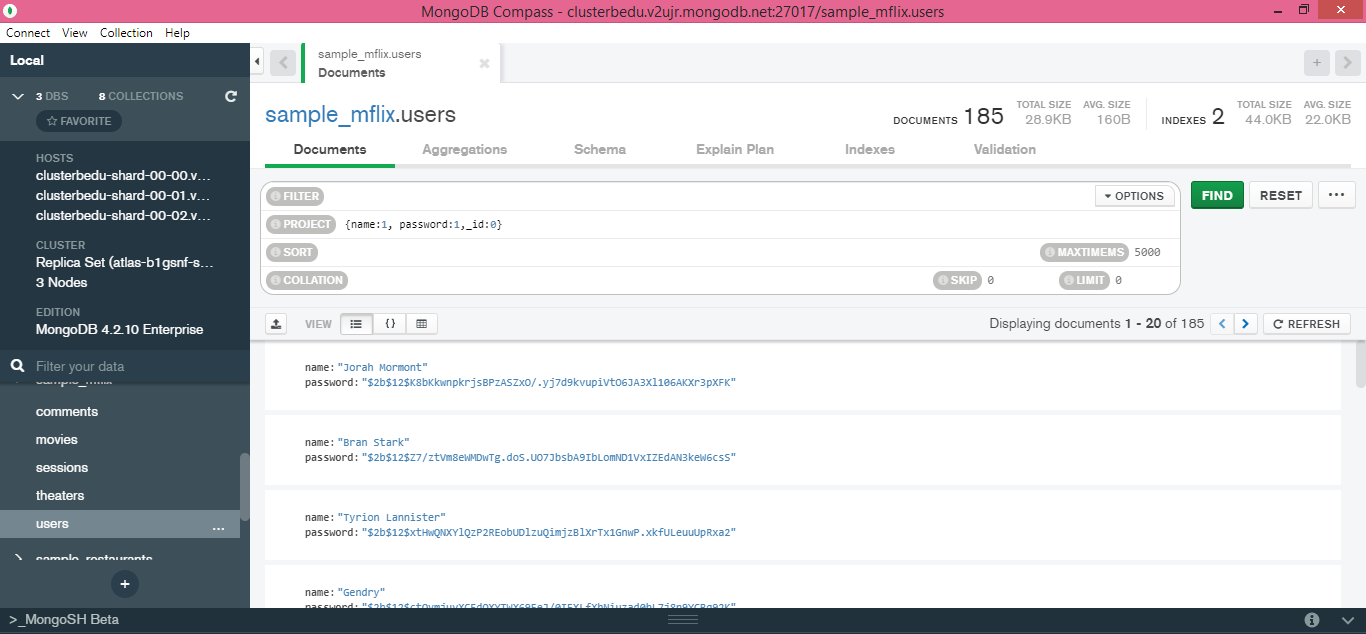 MongoDB Compass - clusterbedu.v2ujr.mongodb.net:27017/sample_mflix.users
Connect View Collection Help
Local
3 DBS 8 COLLECTIONS
FAVORITE
HOSTS
clusterbedu-shard-00-00.v...
clusterbedu-shard-00-01.v...
clusterbedu-shard-00-02.v...
CLUSTER
Replica Set (atlas-b1gsnf-s...
3 Nodes
EDITION
MongoDB 4.2.10 Enterprise
Filter your data
sample_mflix
comments
movies
sessions
theaters
users ...
sample_restaurants
+
sample_mflix.users
Documents
sample_mflix.users
DOCUMENTS 185 TOTAL SIZE 28.9KB AVG. SIZE 160B INDEXES 2 TOTAL SIZE 44.0KB AVG. SIZE 22.0KB
Documents Aggregations Schema Explain Plan Indexes Validation
FILTER OPTIONS FIND RESET ...
PROJECT {name:1, password:1,_id:0}
SORT MAXTIMEMS 5000
COLLATION SKIP 0 LIMIT 0
VIEW {} Displaying documents 1 - 20 of 185 < > REFRESH
name: "Jorah Mormont"
password: "$2b$12$K8bKkwnpkrjsBPzASZxO/.yj7d9kvupiVtO6JA3Xl106AKXr3pXFK"
name: "Bran Stark"
password: "$2b$12$Z7/ztVm8eWMDwTg.doS.UO7JbsbA9IbLomND1VxIZEdAN3keW6csS"
name: "Tyrion Lannister"
password: "$2b$12$xtHwQNXYlQzP2REobUDlzuQimjzBlXrTx1GnwP.xkfULeuuUpRxa2"
name: "Gendry"
password:
>_MongoSH Beta